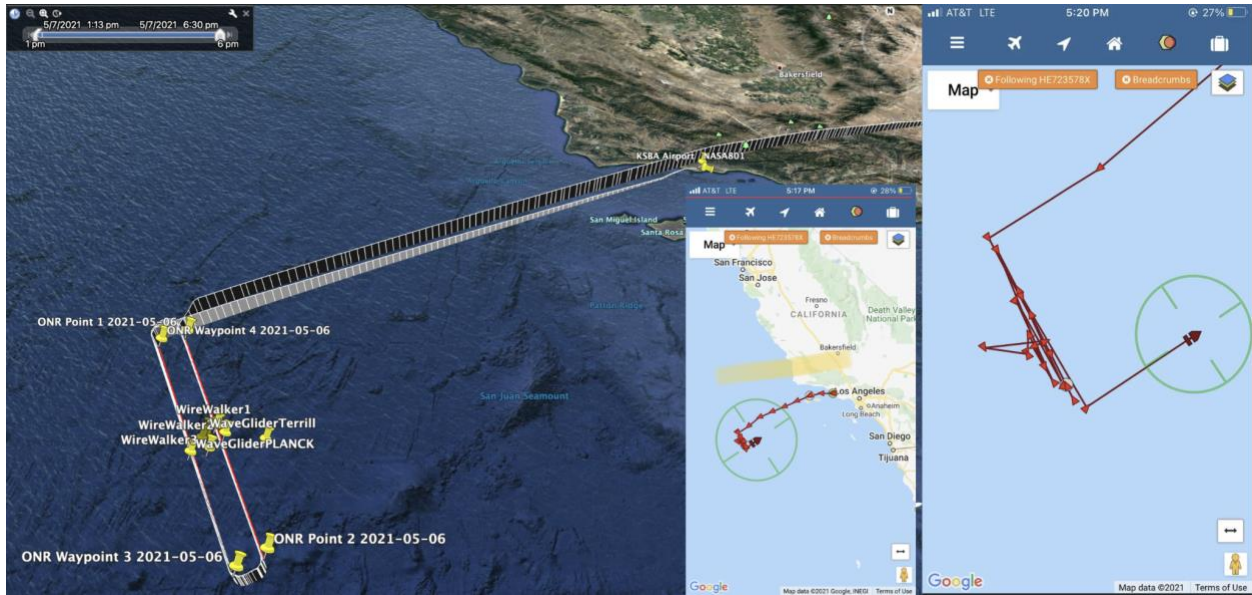 5/7/2021 1:13 pm 5/7/2021 6:30 pm
1 pm 6 pm
N
Bakersfield
KSBA Airport / NASA801
San Miguel Island
Santa Rosa
San Juan Seamount
ONR Point 1 2021-05-06
ONR Waypoint 4 2021-05-06
WireWalker1
WireWalker
WaveGliderTerrill
WireWalker3
WaveGliderPLANCK
ONR Point 2 2021-05-06
ONR Waypoint 3 2021-05-06
AT&T LTE 5:17 PM 28%
Following HE723578X
Breadcrumbs
Map
San Francisco
San Jose
Fresno
CALIFORNIA
Death Valley
National Park
Bakersfield
Los Angeles
Anaheim
Long Beach
San Diego
Tijuana
Google
Map data ©2021 Google, INEGI Terms of Use
AT&T LTE 5:20 PM 27%
Following HE723578X
Breadcrumbs
Map
Google
Map data ©2021 Terms of Use